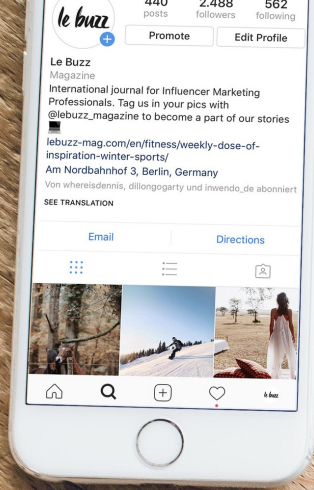 le buzz
440 2.488 562
posts followers following
Promote Edit Profile
Le Buzz
Magazine
International journal for Influencer Marketing
Professionals. Tag us in your pics with
@lebuzz_magazine to become a part of our stories
lebuzz-mag.com/en/fitness/weekly-dose-of-
inspiration-winter-sports/
Am Nordbahnhof 3, Berlin, Germany
Von whereisdennis, dillongogarty und inwendo_de abonniert
SEE TRANSLATION
Email Directions
le buzz